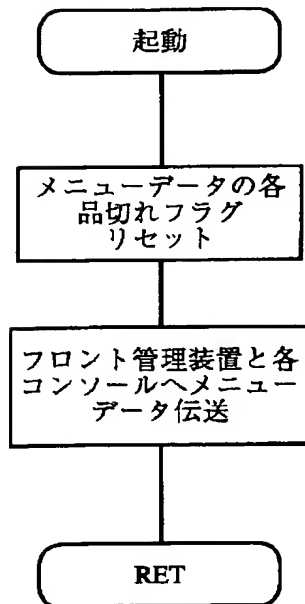 起動
メニューデータの各
品切れフラグ
リセット
フロント管理装置と各
コンソールへメニュー
データ伝送
RET